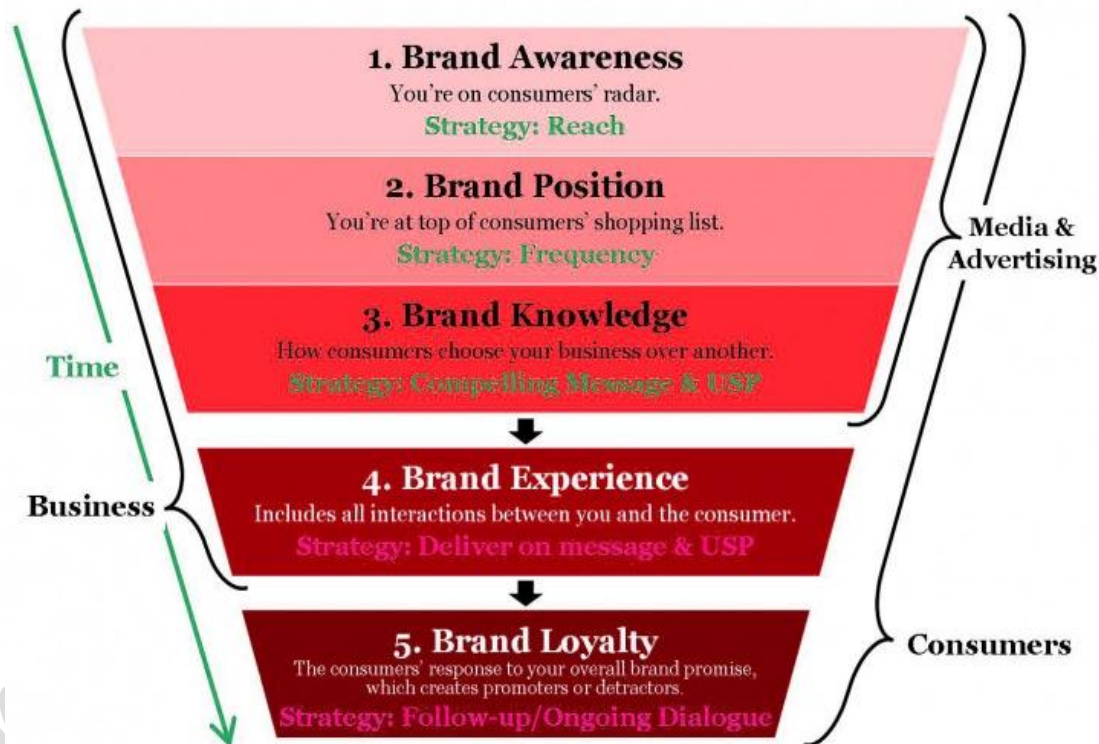 1. Brand Awareness
You're on consumers' radar.
Strategy: Reach
2. Brand Position
You're at top of consumers' shopping list.
Strategy: Frequency
Media &
Advertising
3. Brand Knowledge
How consumers choose your business over another.
Strategy: Compelling Message & USP
Time
4. Brand Experience
Includes all interactions between you and the consumer.
Strategy: Deliver on message & USP
Business
5. Brand Loyalty
The consumers' response to your overall brand promise,
which creates promoters or detractors.
Strategy: Follow-up/Ongoing Dialogue
Consumers